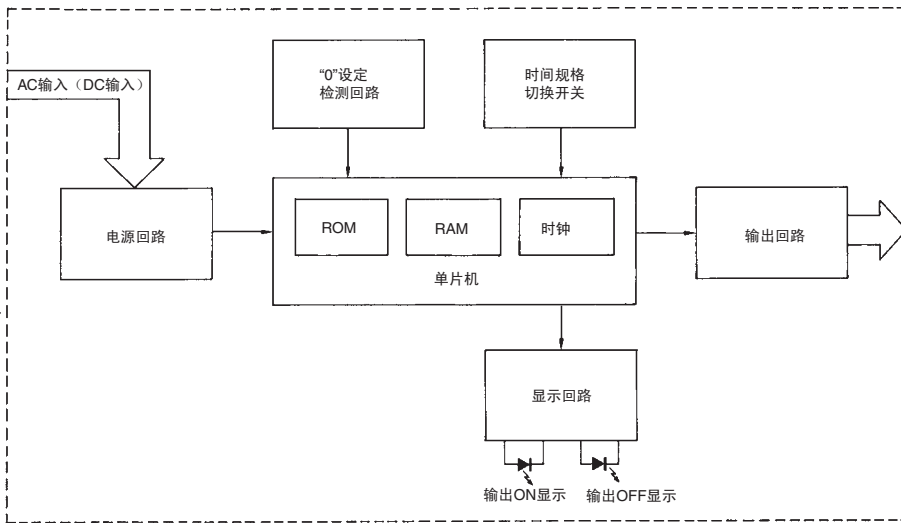 AC输入（DC输入）
“0”设定
检测回路
时间规格
切换开关
电源回路
ROM
RAM
时钟
单片机
输出回路
显示回路
输出ON显示
输出OFF显示